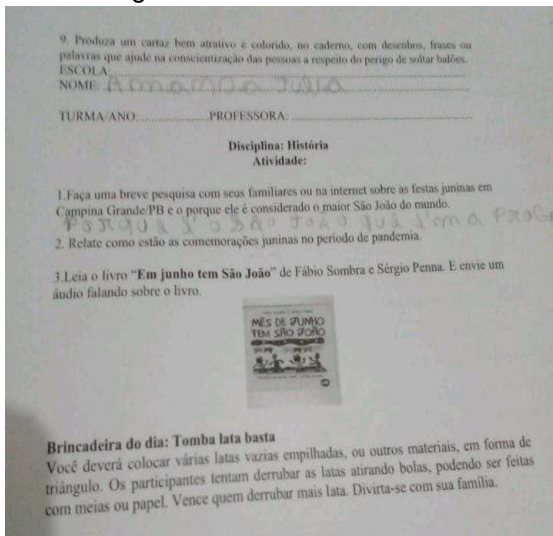 9. Produza um cartaz bem atrativo e colorido, no caderno, com desenhos, frases ou
palavras que ajude na conscientização das pessoas a respeito do perigo de soltar balões.
ESCOLA
NOME: Amanda Julia
TURMA/ANO: PROFESSORA:
Disciplina: História
Atividade:
1.Faça uma breve pesquisa com seus familiares ou na internet sobre as festas juninas em
Campina Grande/PB e o porque ele é considerado o maior São João do mundo.
Porque é o São João que
2. Relate como estão as comemorações juninas no período de pandemia.
3.Leia o livro “Em junho tem São João” de Fábio Sombra e Sérgio Penna. E envie um
áudio falando sobre o livro.
MÊS DE JUNHO
TEM SÃO JOÃO
Brincadeira do dia: Tomba lata basta
Você deverá colocar várias latas vazias empilhadas, ou outros materiais, em forma de
triângulo. Os participantes tentam derrubar as latas atirando bolas, podendo ser feitas
com meias ou papel. Vence quem derrubar mais lata. Divirta-se com sua família.